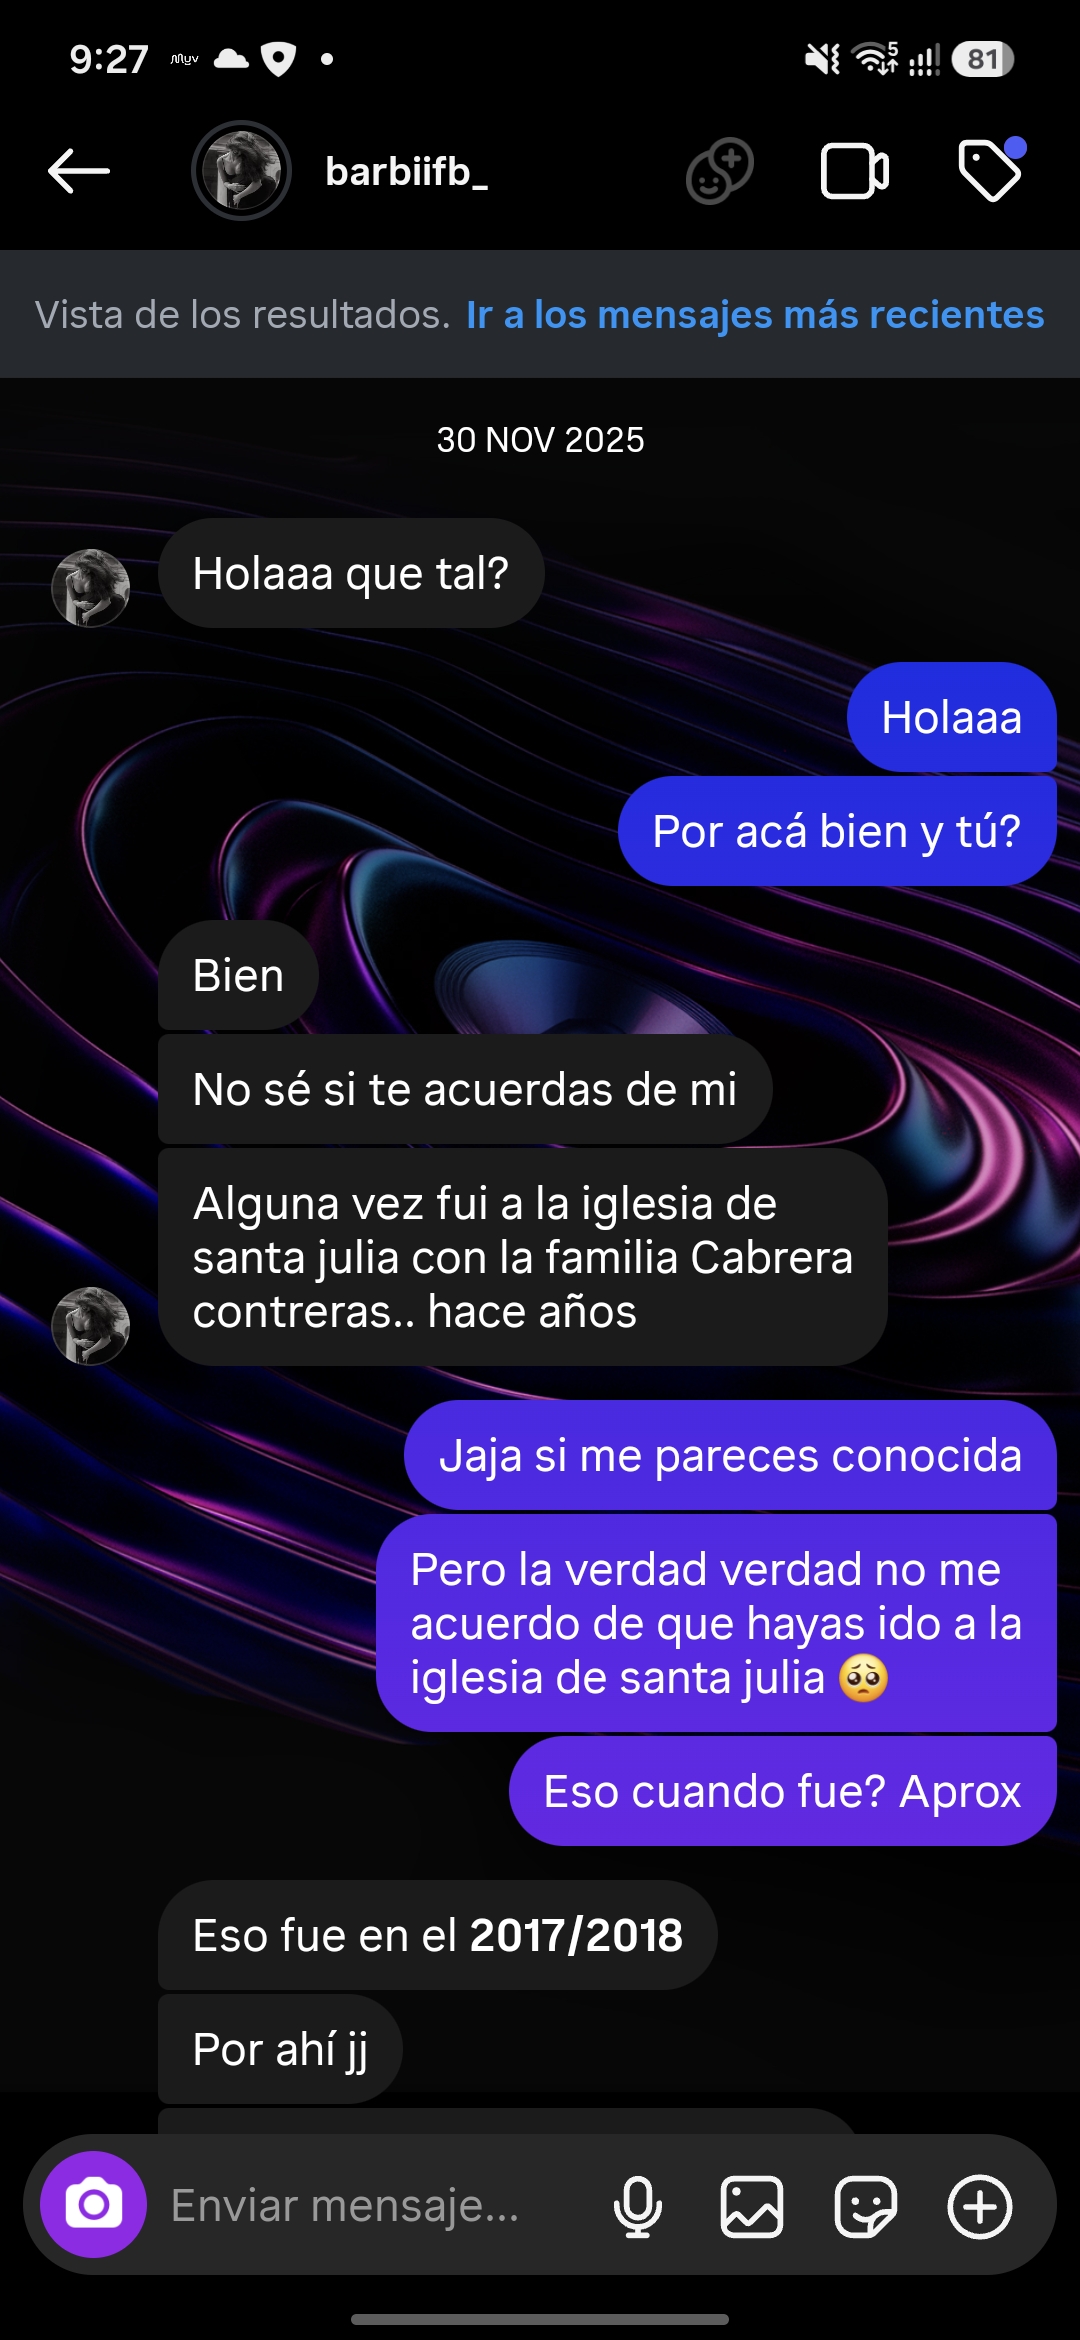 9:27
81
barbiifb_
Vista de los resultados. Ir a los mensajes más recientes
30 NOV 2025
Holaaa que tal?
Holaaa
Por acá bien y tú?
Bien
No sé si te acuerdas de mi
Alguna vez fui a la iglesia de
santa julia con la familia Cabrera
contreras.. hace años
Jaja si me pareces conocida
Pero la verdad verdad no me
acuerdo de que hayas ido a la
iglesia de santa julia 🥺
Eso cuando fue? Aprox
Eso fue en el 2017/2018
Por ahí jj
Enviar mensaje...